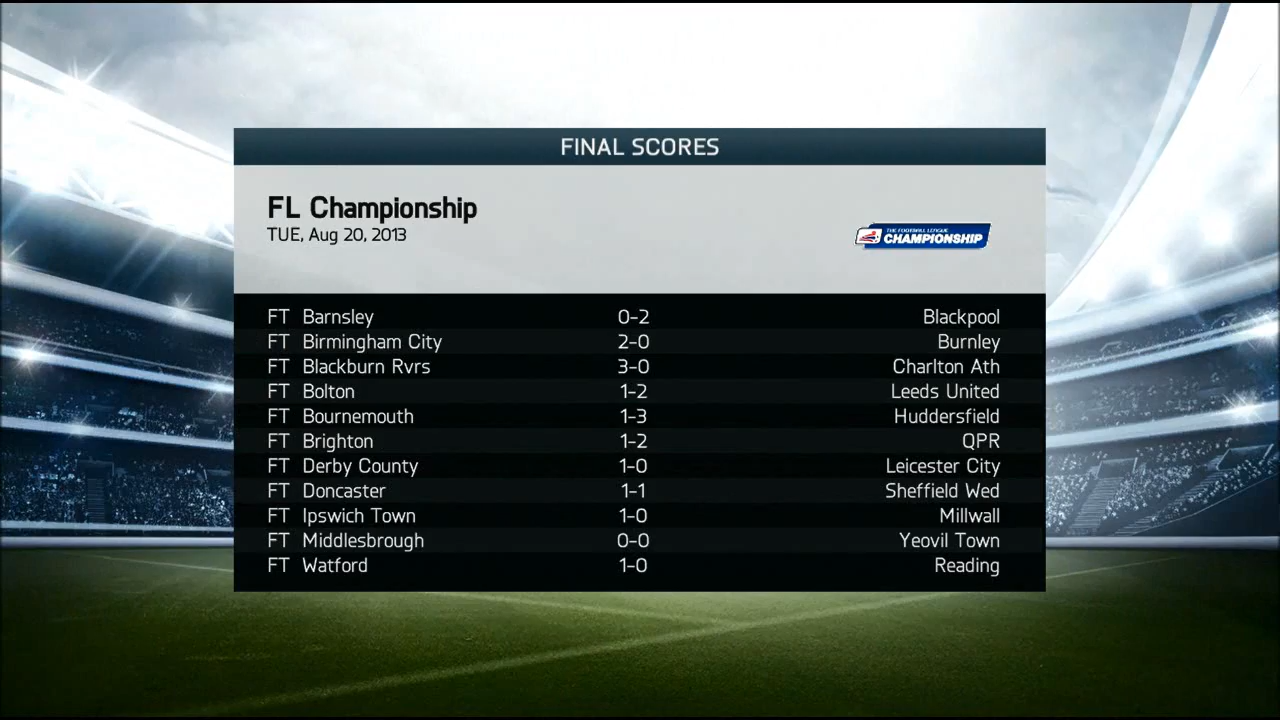 FINAL SCORES
FL Championship
TUE, Aug 20, 2013
THE FOOTBALL LEAGUE
CHAMPIONSHIP
FT Barnsley 0-2 Blackpool
FT Birmingham City 2-0 Burnley
FT Blackburn Rvrs 3-0 Charlton Ath
FT Bolton 1-2 Leeds United
FT Bournemouth 1-3 Huddersfield
FT Brighton 1-2 QPR
FT Derby County 1-0 Leicester City
FT Doncaster 1-1 Sheffield Wed
FT Ipswich Town 1-0 Millwall
FT Middlesbrough 0-0 Yeovil Town
FT Watford 1-0 Reading